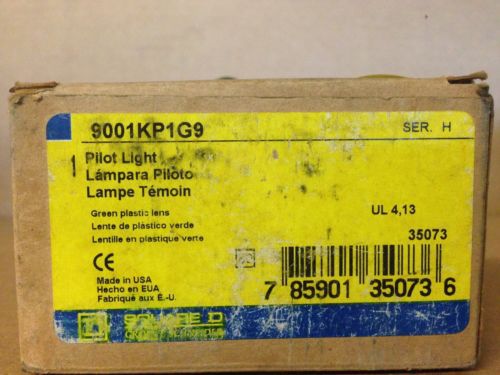 9001KP1G9
SER. H
1 Pilot Light
Lámpara Piloto
Lampe Témoin
Green plastic lens
Lente de plástico verde
Lentille en plastique verte
UL 4,13
35073
CE
Made in USA
Hecho en EUA
Fabriqué aux É.-U.
7 85901 35073 6
SQUARE D